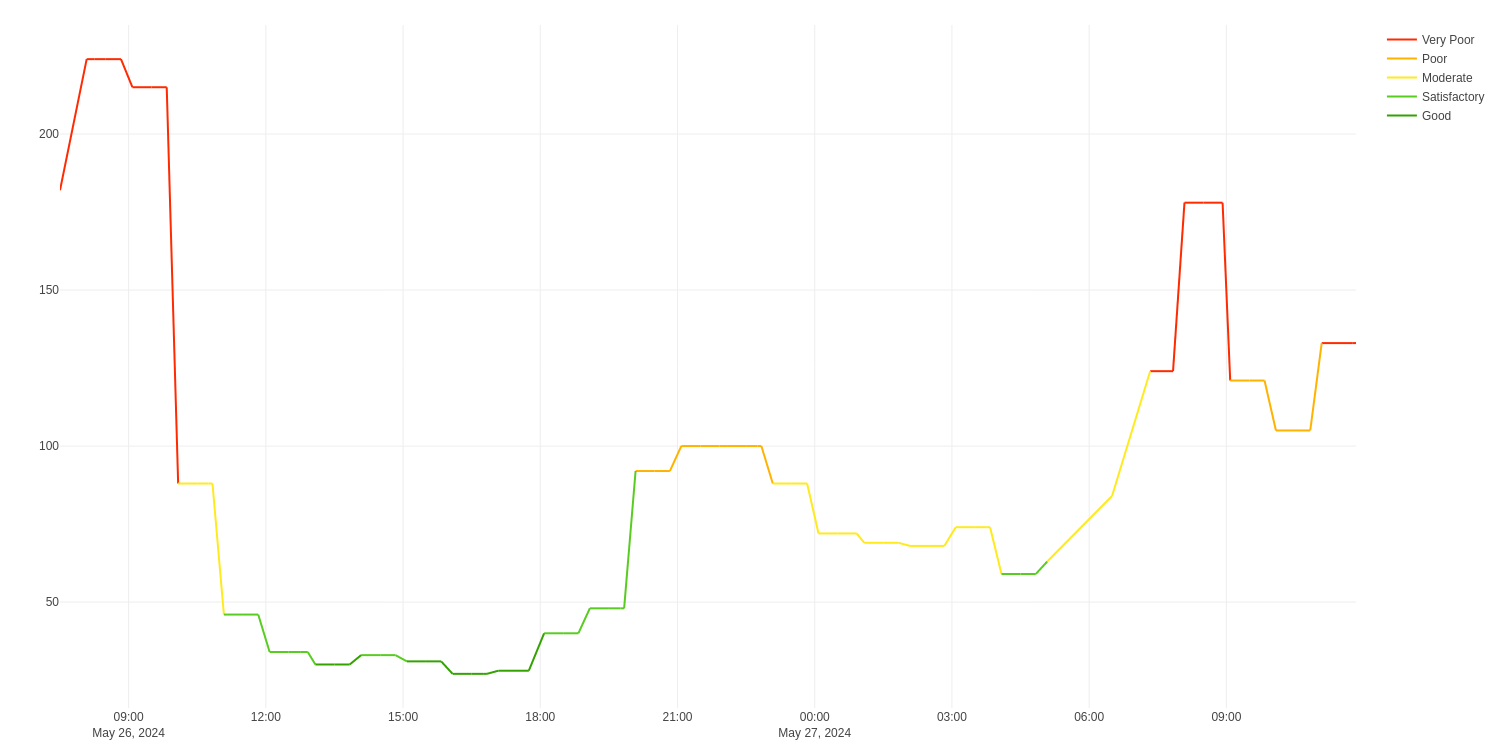 Very Poor
Poor
Moderate
Satisfactory
Good
200
150
100
50
09:00
12:00
15:00
18:00
21:00
00:00
03:00
06:00
09:00
May 26, 2024
May 27, 2024